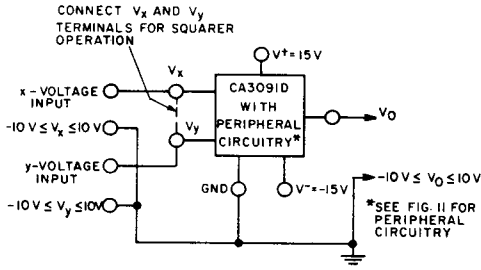 CONNECT Vx AND Vy
TERMINALS FOR SQUARER
OPERATION
V+=15V
Vx
x-VOLTAGE
INPUT
CA3091D
WITH
PERIPHERAL
CIRCUITRY*
VO
-10V ≤ Vx ≤ 10V
Vy
y-VOLTAGE
INPUT
GND
V-=-15V
-10V ≤ VO ≤ 10V
-10V ≤ Vy ≤ 10V
*SEE FIG. 11 FOR
PERIPHERAL
CIRCUITRY